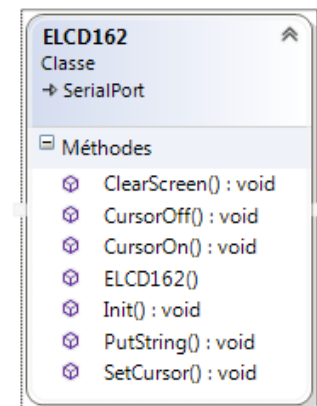 ELCD162
Classe
SerialPort
Méthodes
ClearScreen() : void
CursorOff() : void
CursorOn() : void
ELCD162()
Init() : void
PutString() : void
SetCursor() : void